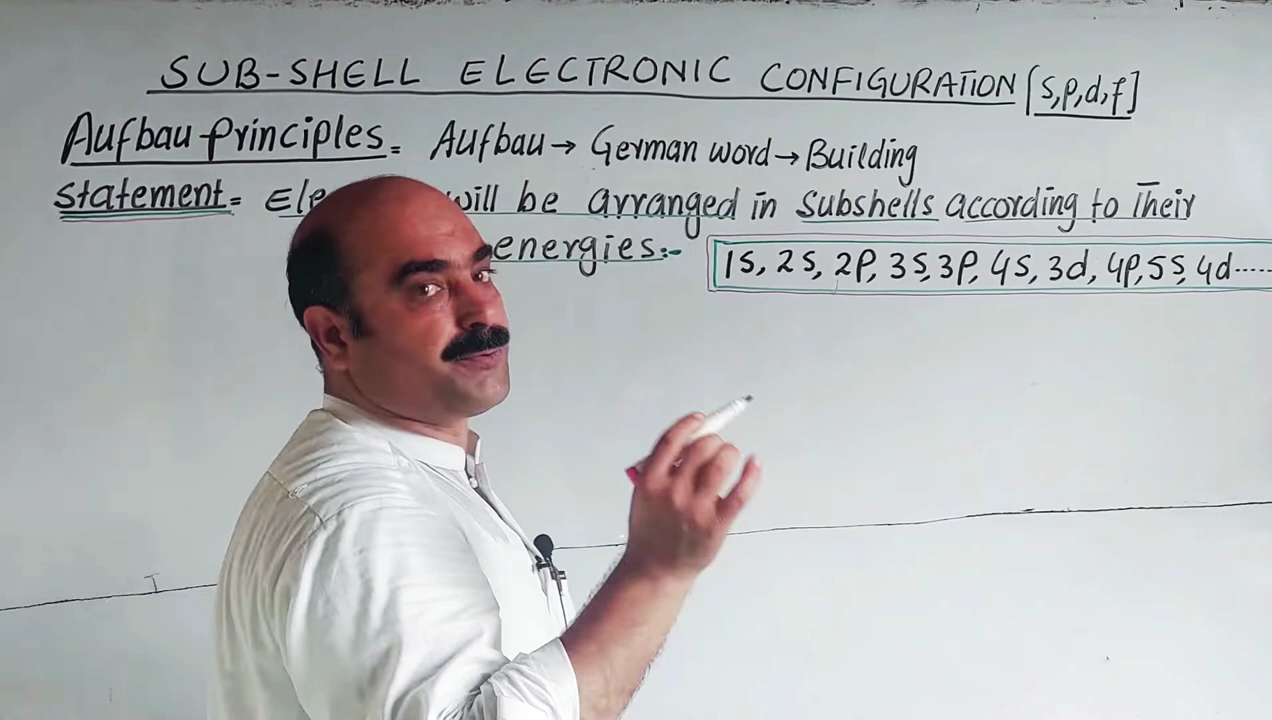 SUB-SHELL ELECTRONIC CONFIGURATION [s,p,d,f]
Aufbau principles = Aufbau → German word → Building
Statement = Ele will be arranged in subshells according to Their
energies:-
1s, 2s, 2p, 3s, 3p, 4s, 3d, 4p, 5s, 4d.....